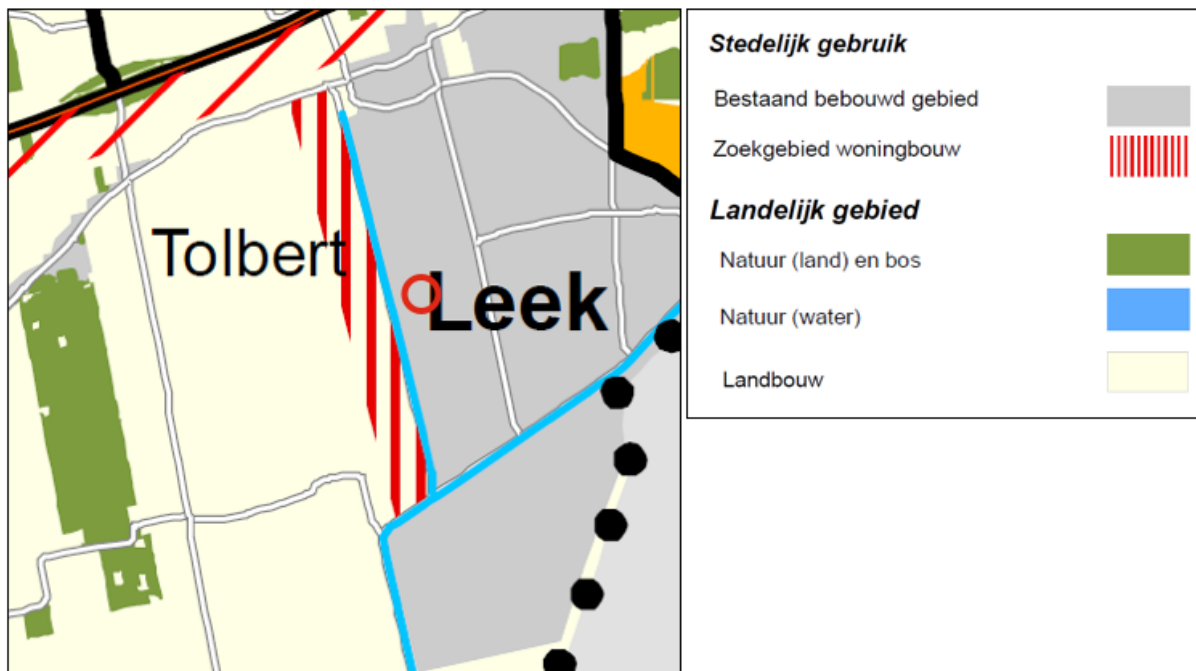 Tolbert
Leek
Stedelijk gebruik
Bestaand bebouwd gebied
Zoekgebied woningbouw
Landelijk gebied
Natuur (land) en bos
Natuur (water)
Landbouw